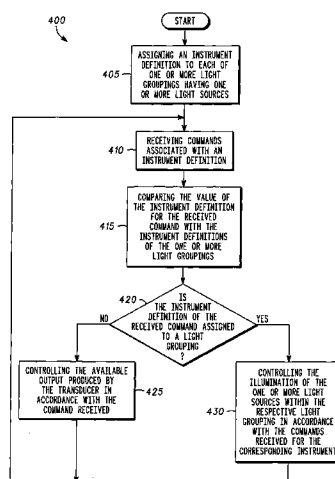 400
START
ASSIGNING AN INSTRUMENT
DEFINITION TO EACH OF
ONE OR MORE LIGHT
GROUPINGS HAVING ONE
OR MORE LIGHT SOURCES
405
RECEIVING COMMANDS
ASSOCIATED WITH AN
INSTRUMENT DEFINITION
410
COMPARING THE VALUE OF
THE INSTRUMENT DEFINITION
FOR THE RECEIVED
COMMAND WITH THE
INSTRUMENT DEFINITIONS
OF THE ONE OR MORE
LIGHT GROUPINGS
415
420
IS
THE INSTRUMENT
DEFINITION OF THE
RECEIVED COMMAND ASSIGNED
TO A LIGHT
GROUPING
?
NO
YES
CONTROLLING THE AVAILABLE
OUTPUT PRODUCED BY
THE TRANSDUCER IN
ACCORDANCE WITH THE
COMMAND RECEIVED
425
CONTROLLING THE
ILLUMINATION OF THE
ONE OR MORE LIGHT
SOURCES WITHIN THE
RESPECTIVE LIGHT
GROUPING IN ACCORDANCE
WITH THE COMMANDS
RECEIVED FOR THE
CORRESPONDING INSTRUMENT
430